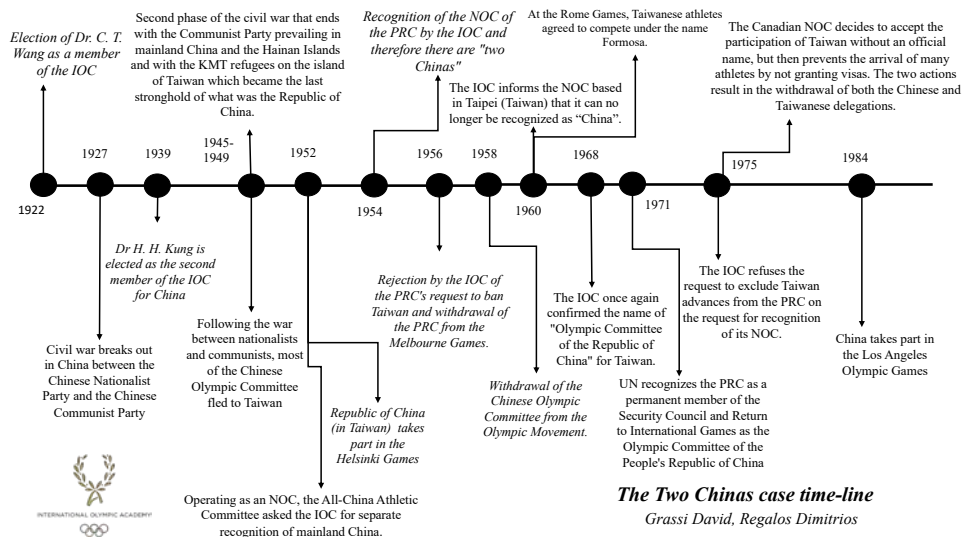 Election of Dr. C. T.
Wang as a member
of the IOC
Second phase of the civil war that ends
with the Communist Party prevailing in
mainland China and the Hainan Islands
and with the KMT refugees on the island
of Taiwan which became the last
stronghold of what was the Republic of
China.
Recognition of the NOC of
the PRC by the IOC and
therefore there are "two
Chinas"
The IOC informs the NOC based
in Taipei (Taiwan) that it can no
longer be recognized as “China”.
At the Rome Games, Taiwanese athletes
agreed to compete under the name
Formosa.
The Canadian NOC decides to accept the
participation of Taiwan without an official
name, but then prevents the arrival of many
athletes by not granting visas. The two actions
result in the withdrawal of both the Chinese and
Taiwanese delegations.
1922
1927
1939
1945-
1949
1952
1954
1956
1958
1960
1968
1971
1975
1984
Civil war breaks out
in China between the
Chinese Nationalist
Party and the Chinese
Communist Party
Dr H. H. Kung is
elected as the second
member of the IOC
for China
Following the war
between nationalists
and communists, most
of the Chinese
Olympic Committee
fled to Taiwan
Operating as an NOC, the All-China Athletic
Committee asked the IOC for separate
recognition of mainland China.
Republic of China
(in Taiwan) takes
part in the
Helsinki Games
Rejection by the IOC of
the PRC's request to ban
Taiwan and withdrawal of
the PRC from the
Melbourne Games.
Withdrawal of the
Chinese Olympic
Committee from the
Olympic Movement.
The IOC once again
confirmed the name of
"Olympic Committee
of the Republic of
China" for Taiwan.
UN recognizes the PRC as a
permanent member of the
Security Council and Return
to International Games as the
Olympic Committee of the
People's Republic of China
The IOC refuses the
request to exclude Taiwan
advances from the PRC on
the request for recognition
of its NOC.
China takes part in
the Los Angeles
Olympic Games
INTERNATIONAL OLYMPIC ACADEMY
The Two Chinas case time-line
Grassi David, Regalos Dimitrios